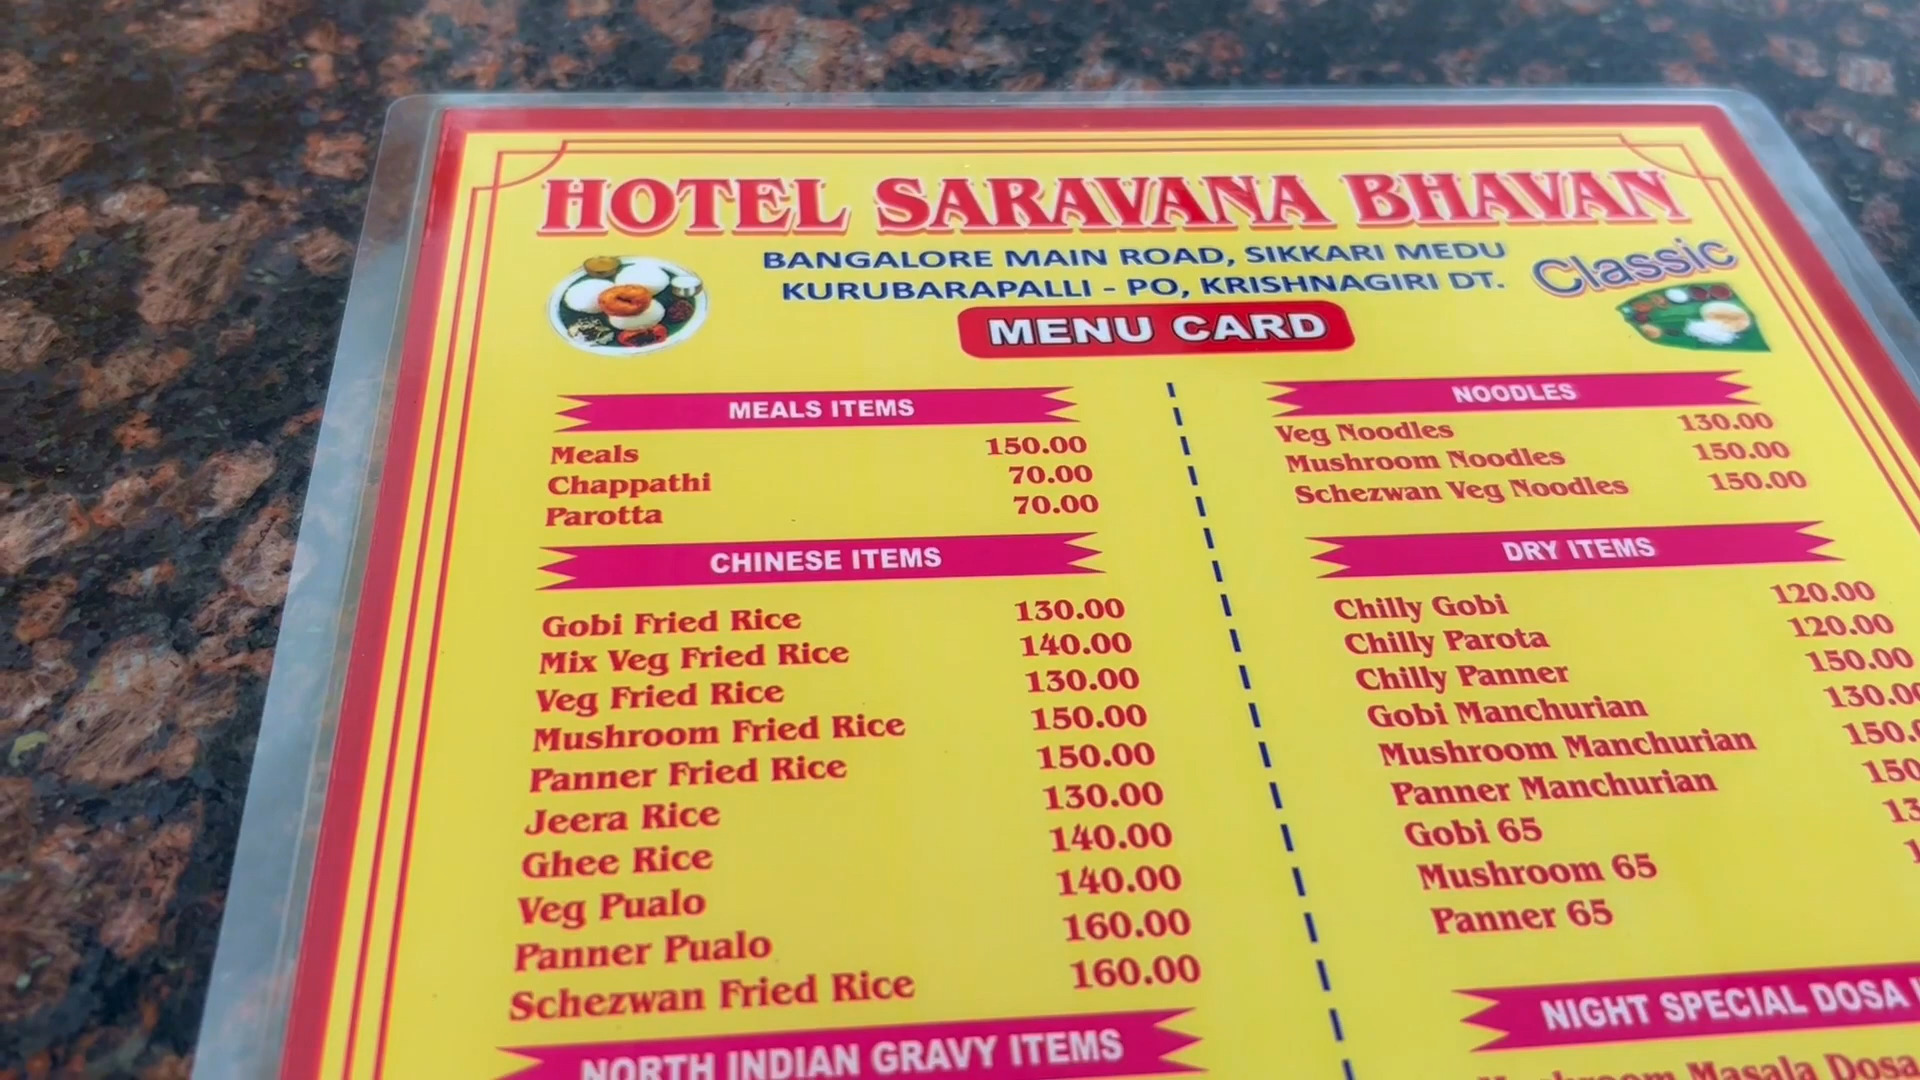 HOTEL SARAVANA BHAVAN
BANGALORE MAIN ROAD, SIKKARI MEDU
KURUBARAPALLI - PO, KRISHNAGIRI DT.
Classic
MENU CARD
MEALS ITEMS
Meals 150.00
Chappathi 70.00
Parotta 70.00
CHINESE ITEMS
Gobi Fried Rice 130.00
Mix Veg Fried Rice 140.00
Veg Fried Rice 130.00
Mushroom Fried Rice 150.00
Panner Fried Rice 150.00
Jeera Rice 130.00
Ghee Rice 140.00
Veg Pualo 140.00
Panner Pualo 160.00
Schezwan Fried Rice 160.00
NORTH INDIAN GRAVY ITEMS
NOODLES
Veg Noodles 130.00
Mushroom Noodles 150.00
Schezwan Veg Noodles 150.00
DRY ITEMS
Chilly Gobi 120.00
Chilly Parota 120.00
Chilly Panner 150.00
Gobi Manchurian 130.00
Mushroom Manchurian 150.
Panner Manchurian 150
Gobi 65 
Mushroom 65
Panner 65
NIGHT SPECIAL DOSA
Mushroom Masala Dosa